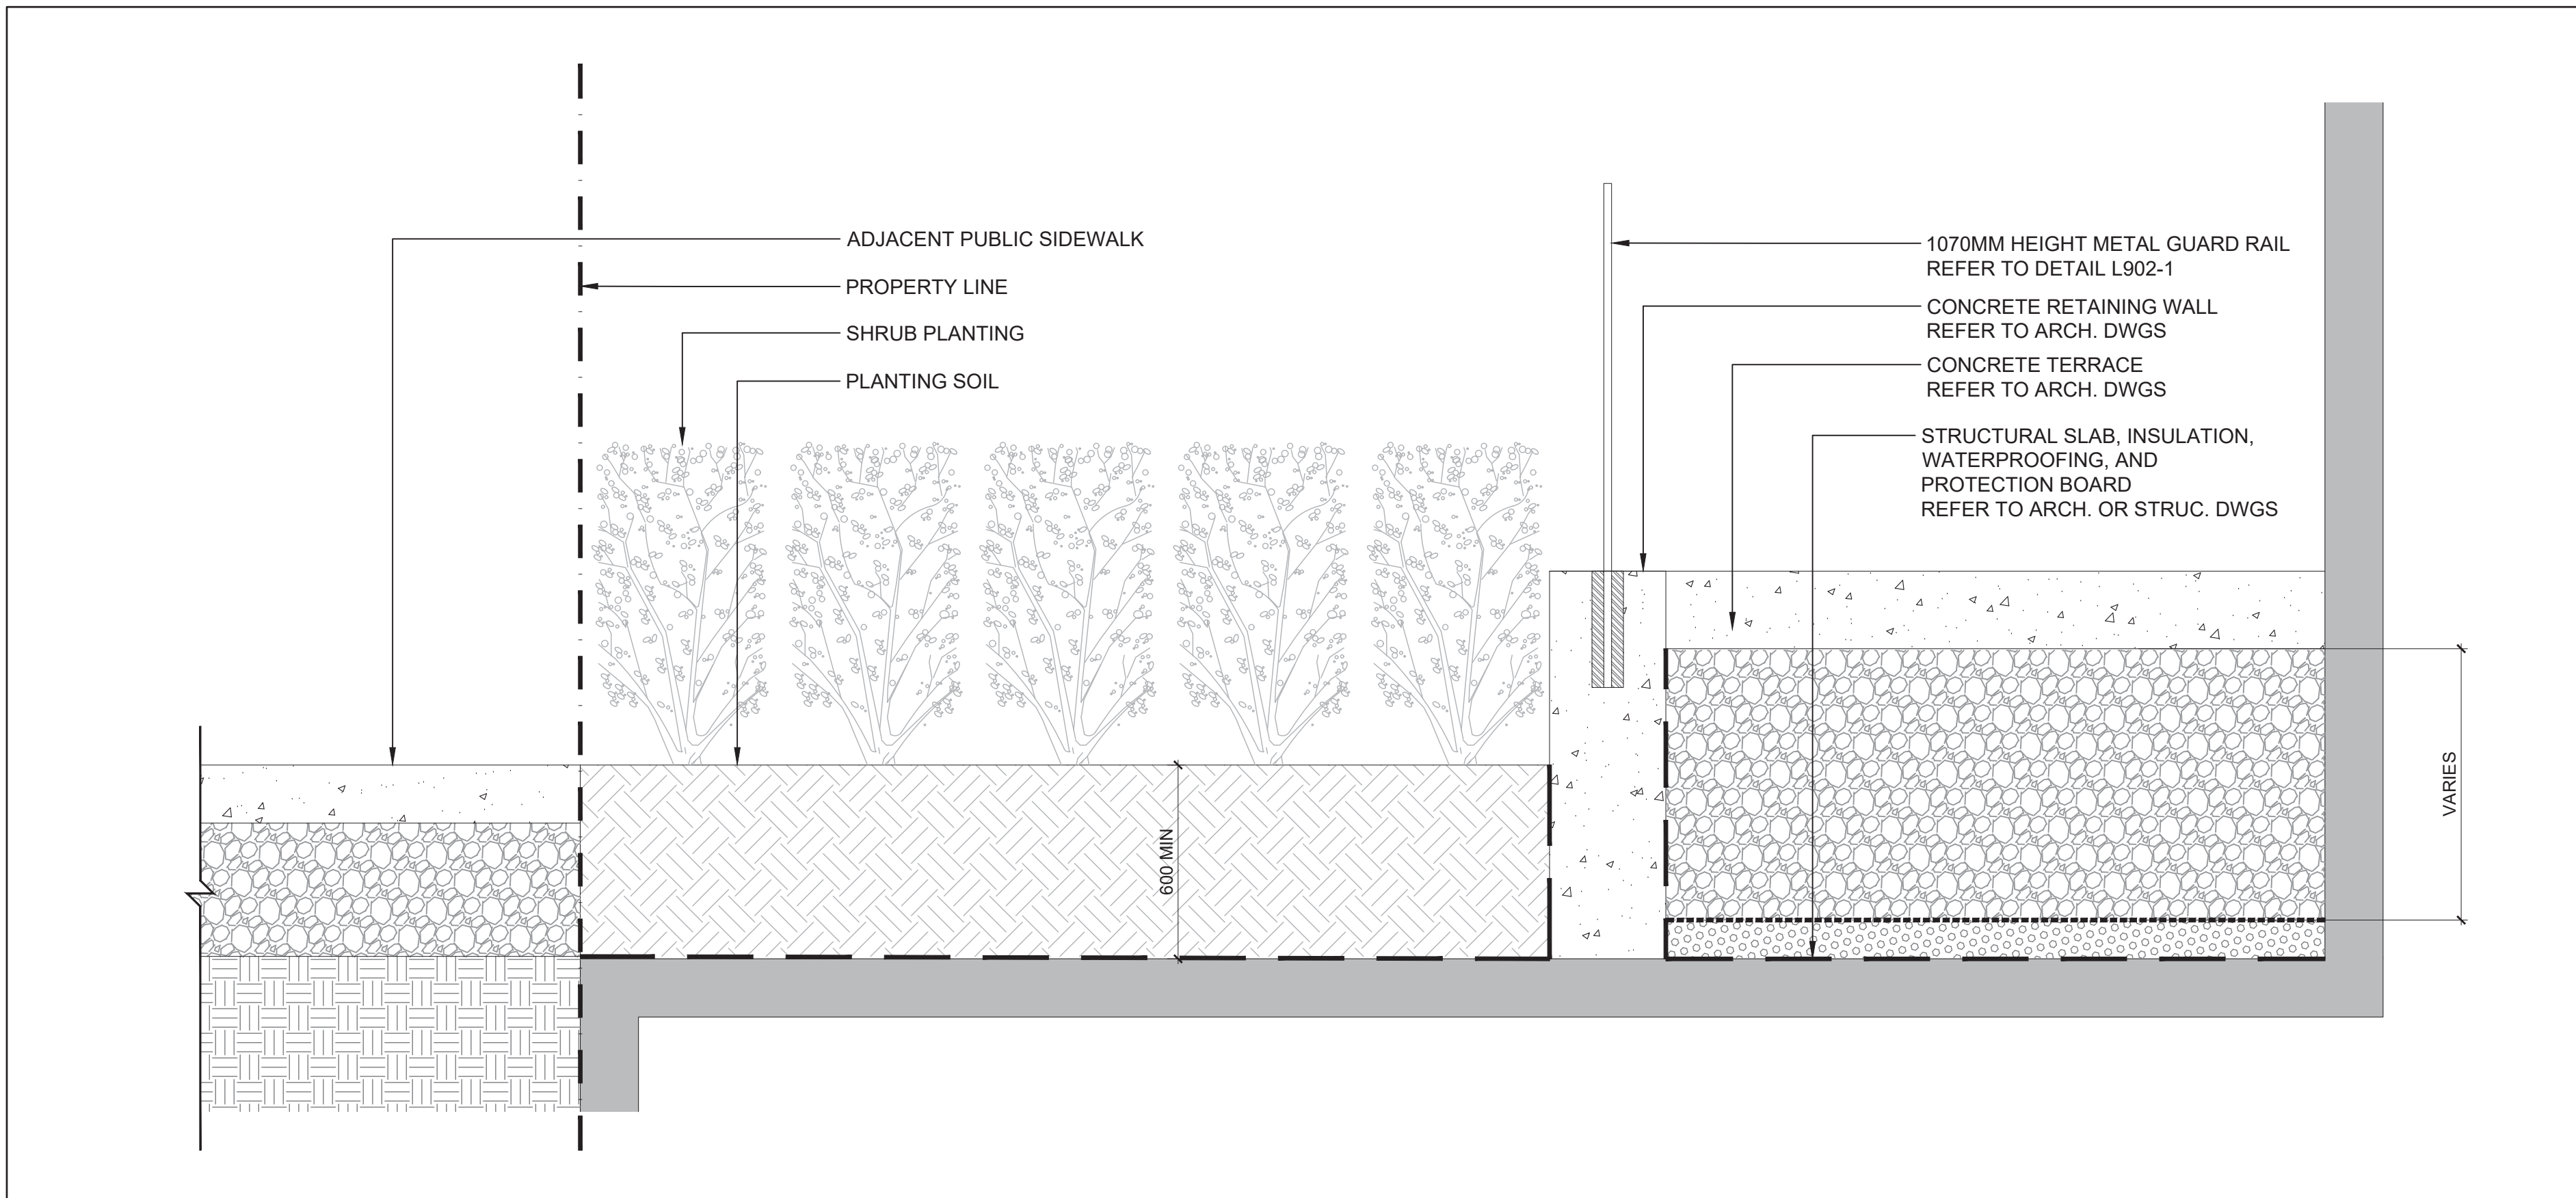 ADJACENT PUBLIC SIDEWALK
PROPERTY LINE
SHRUB PLANTING
PLANTING SOIL
1070MM HEIGHT METAL GUARD RAIL
REFER TO DETAIL L902-1
CONCRETE RETAINING WALL
REFER TO ARCH. DWGS
CONCRETE TERRACE
REFER TO ARCH. DWGS
STRUCTURAL SLAB, INSULATION,
WATERPROOFING, AND
PROTECTION BOARD
REFER TO ARCH. OR STRUC. DWGS
600 MIN
VARIES